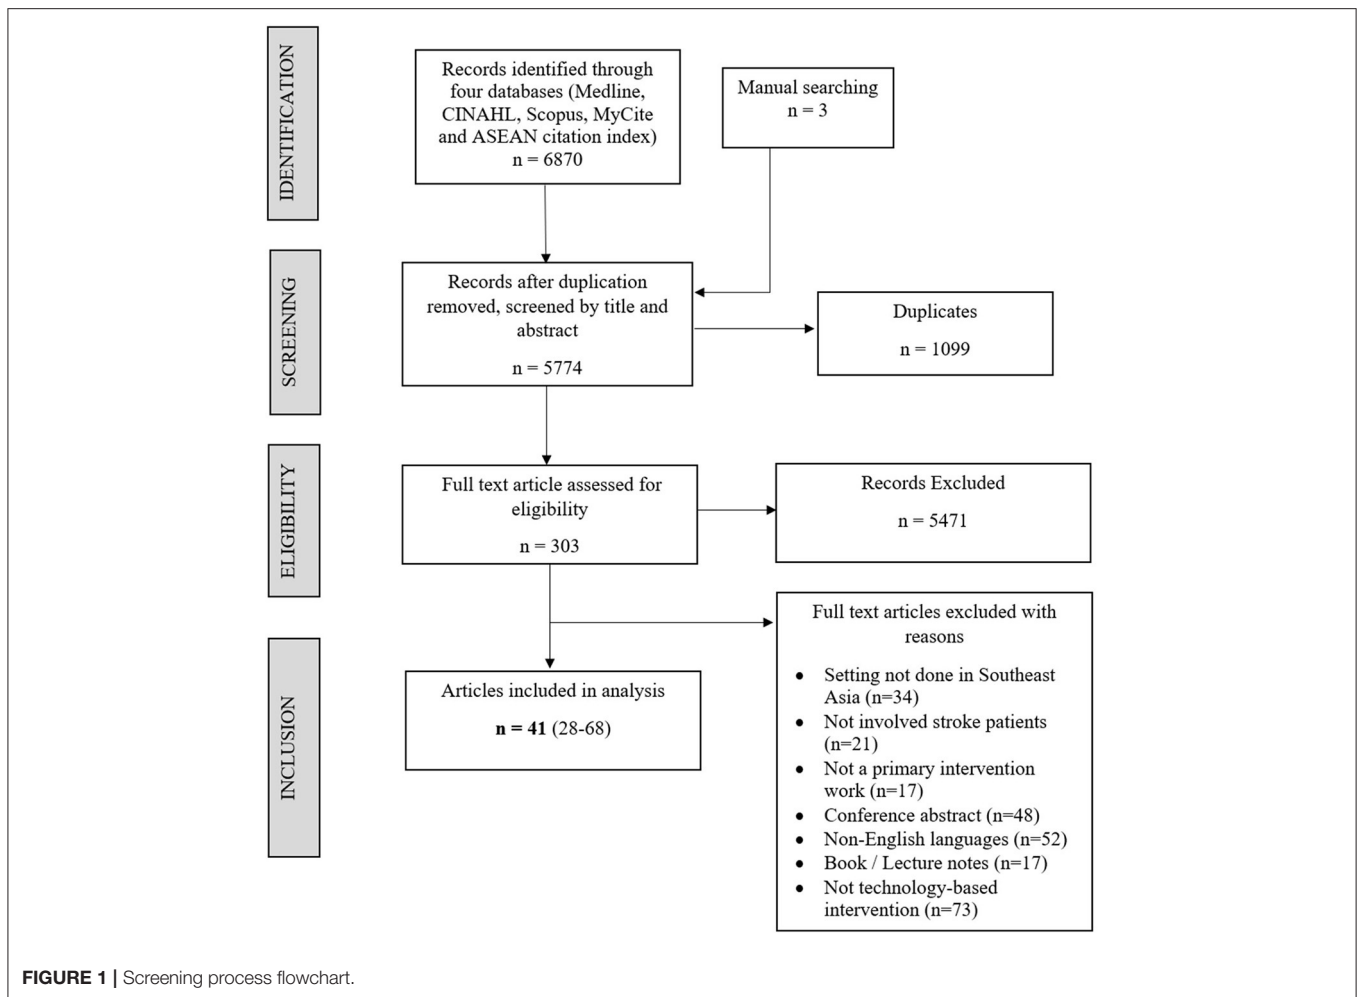 IDENTIFICATION
Records identified through
four databases (Medline,
CINAHL, Scopus, MyCite
and ASEAN citation index)
n = 6870
Manual searching
n = 3
SCREENING
Records after duplication
removed, screened by title and
abstract
n = 5774
Duplicates
n = 1099
ELIGIBILITY
Full text article assessed for
eligibility
n = 303
Records Excluded
n = 5471
INCLUSION
Articles included in analysis
n = 41 (28-68)
Full text articles excluded with
reasons
• Setting not done in Southeast
Asia (n=34)
• Not involved stroke patients
(n=21)
• Not a primary intervention
work (n=17)
• Conference abstract (n=48)
• Non-English languages (n=52)
• Book / Lecture notes (n=17)
• Not technology-based
intervention (n=73)
FIGURE 1 | Screening process flowchart.